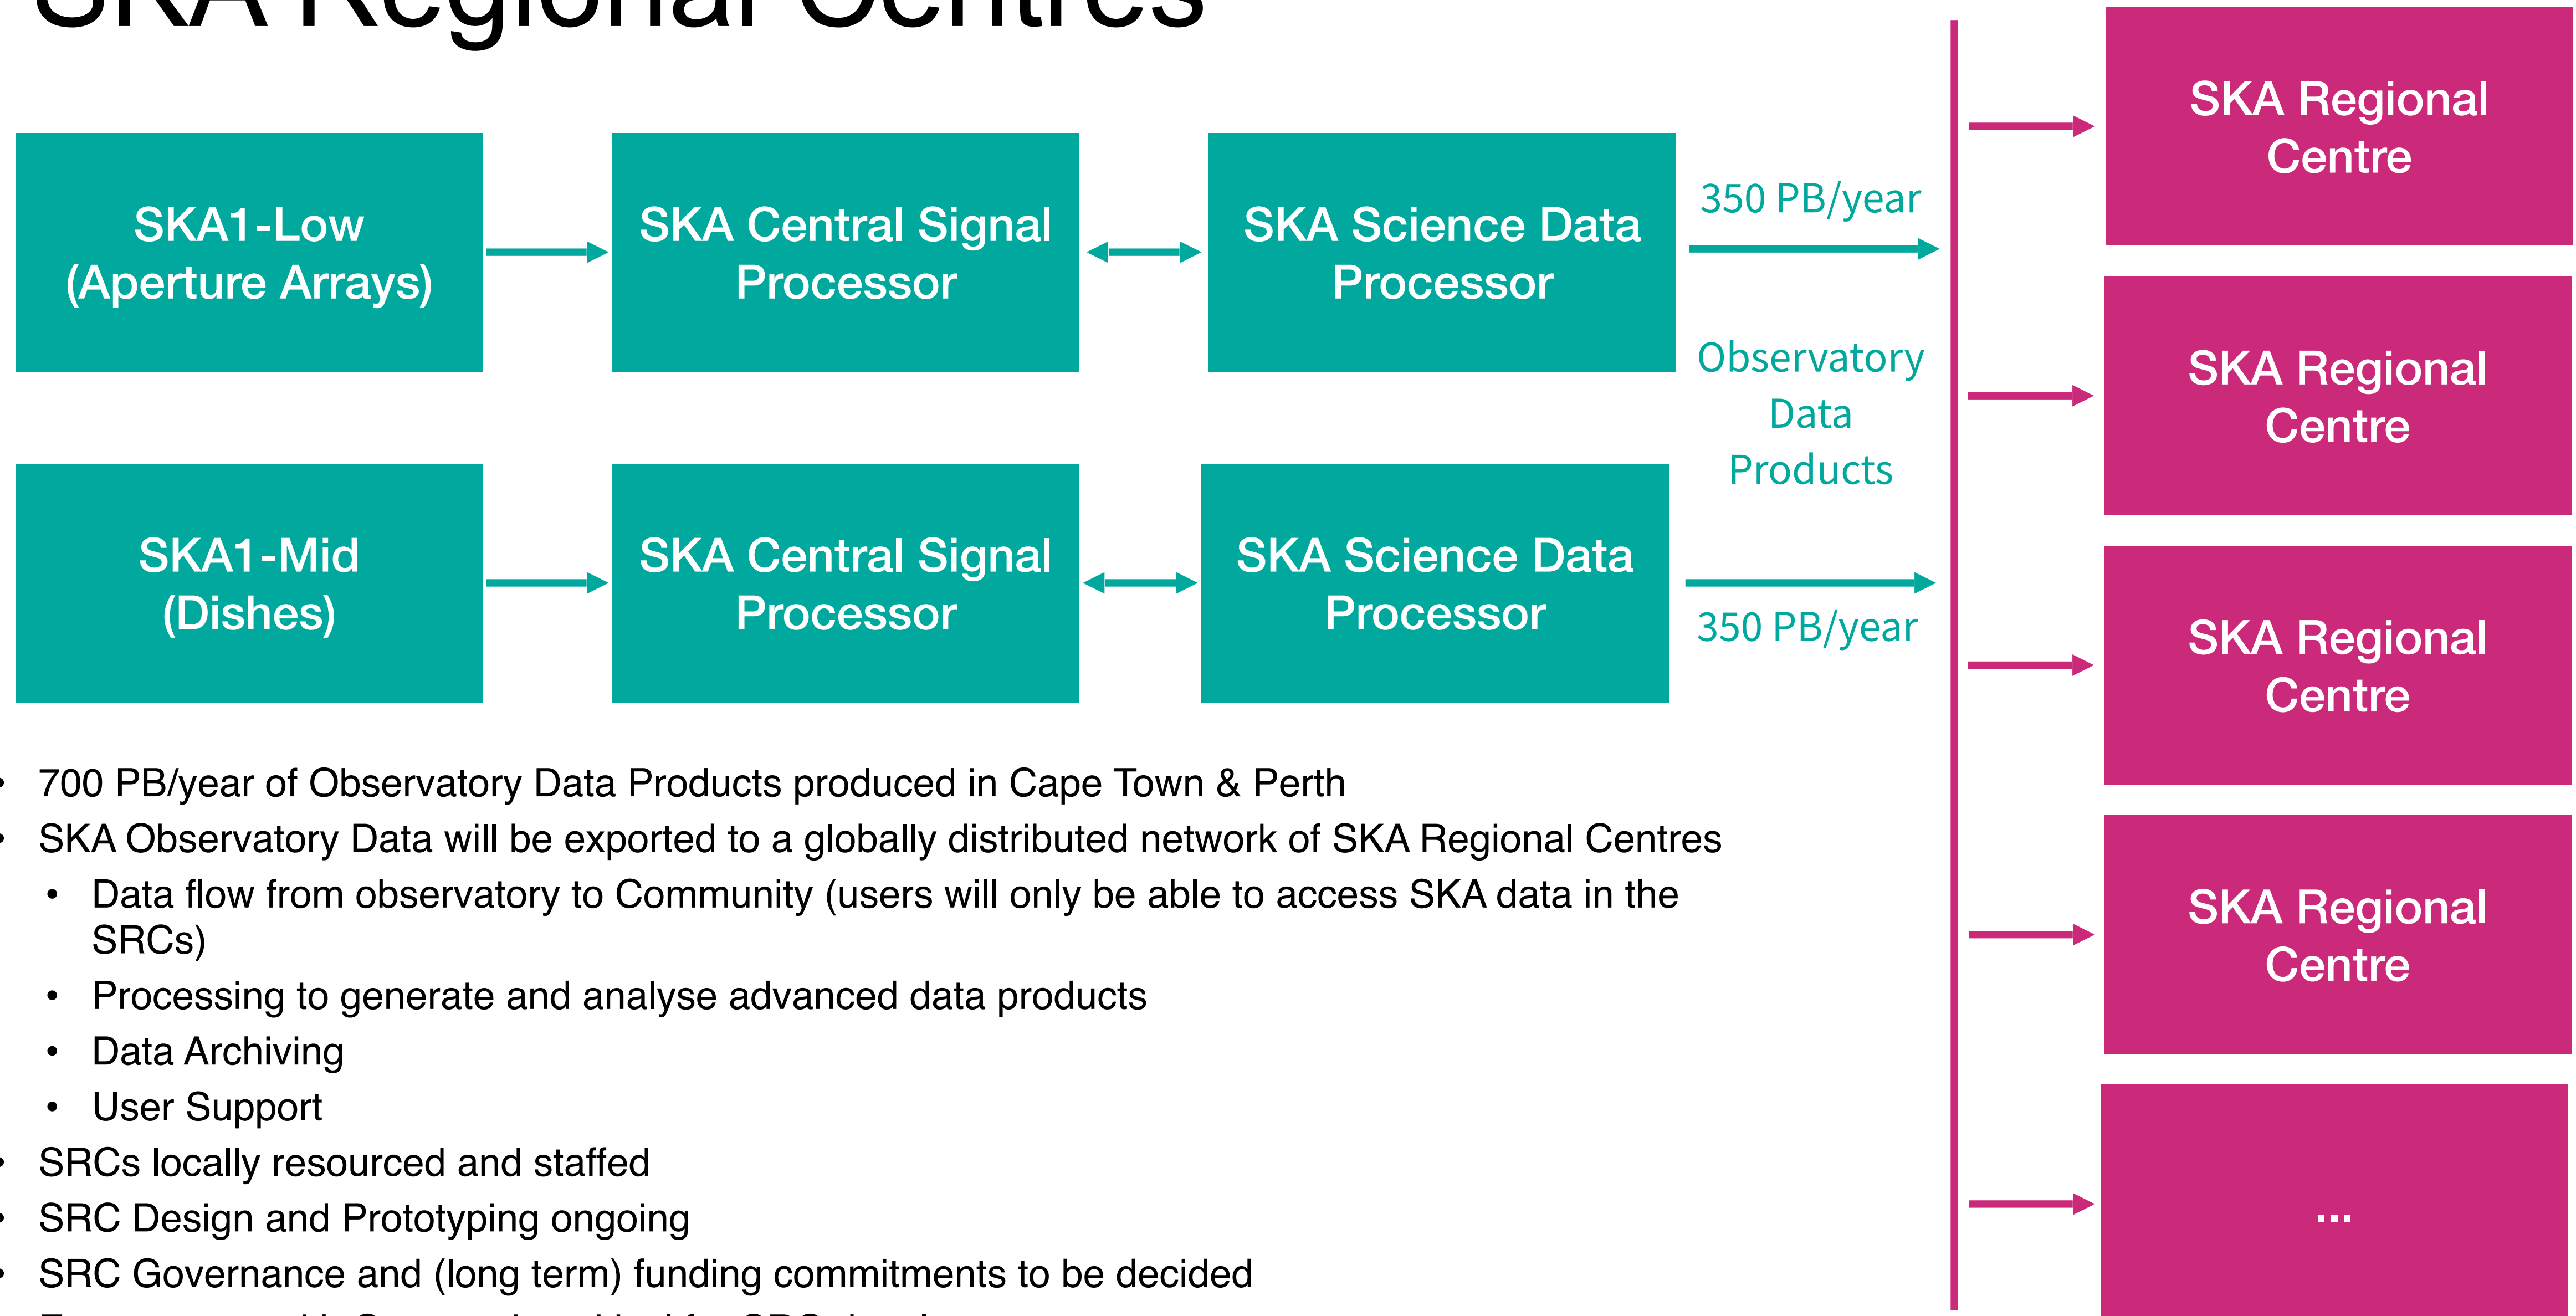 SKA Regional Centres
SKA1-Low
(Aperture Arrays)
SKA Central Signal
Processor
SKA Science Data
Processor
350 PB/year
Observatory
Data
Products
SKA1-Mid
(Dishes)
SKA Central Signal
Processor
SKA Science Data
Processor
350 PB/year
SKA Regional
Centre
SKA Regional
Centre
SKA Regional
Centre
SKA Regional
Centre
...
• 700 PB/year of Observatory Data Products produced in Cape Town & Perth
• SKA Observatory Data will be exported to a globally distributed network of SKA Regional Centres
• Data flow from observatory to Community (users will only be able to access SKA data in the
SRCs)
• Processing to generate and analyse advanced data products
• Data Archiving
• User Support
• SRCs locally resourced and staffed
• SRC Design and Prototyping ongoing
• SRC Governance and (long term) funding commitments to be decided